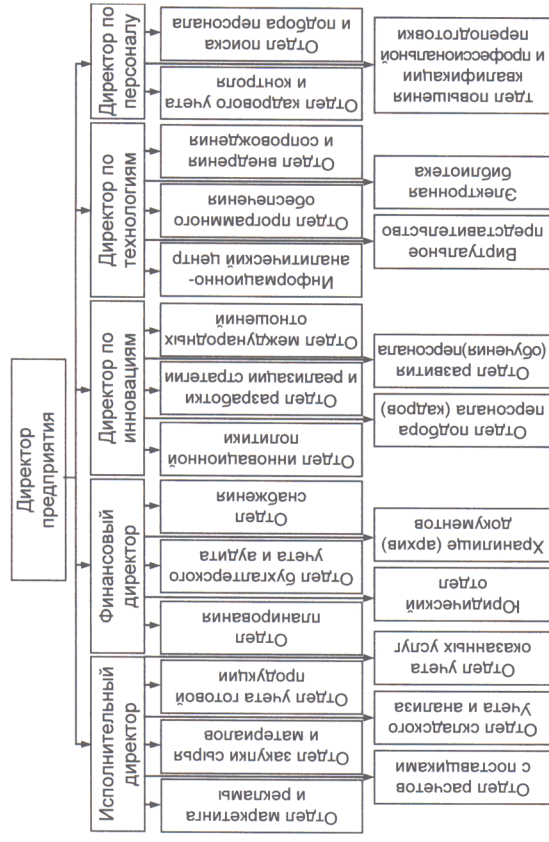 Директор
предприятия
Исполнительный
директор
Финансовый
директор
Директор по
инновациям
Директор по
технологиям
Директор по
персоналу
Отдел маркетинга
и рекламы
Отдел закупки сырья
и материалов
Отдел учета готовой
продукции
Отдел
планирования
Отдел бухгалтерского
учета и аудита
Отдел
снабжения
Отдел инновационной
политики
Отдел разработки
и реализации стратегии
Отдел международных
отношений
Информационно-
аналитический центр
Отдел программного
обеспечения
Отдел внедрения
и сопровождения
Отдел кадрового учета
и контроля
Отдел поиска
и подбора персонала
Отдел расчетов
с поставщиками
Отдел складского
Учета и анализа
Отдел учета
оказанных услуг
Юридический
отдел
Хранилище (архив)
документов
Отдел подбора
персонала (кадров)
Отдел развития
(обучения)персонала
Виртуальное
представительство
Электронная
библиотека
тдел повышения
квалификации
и профессиональной
переподготовки